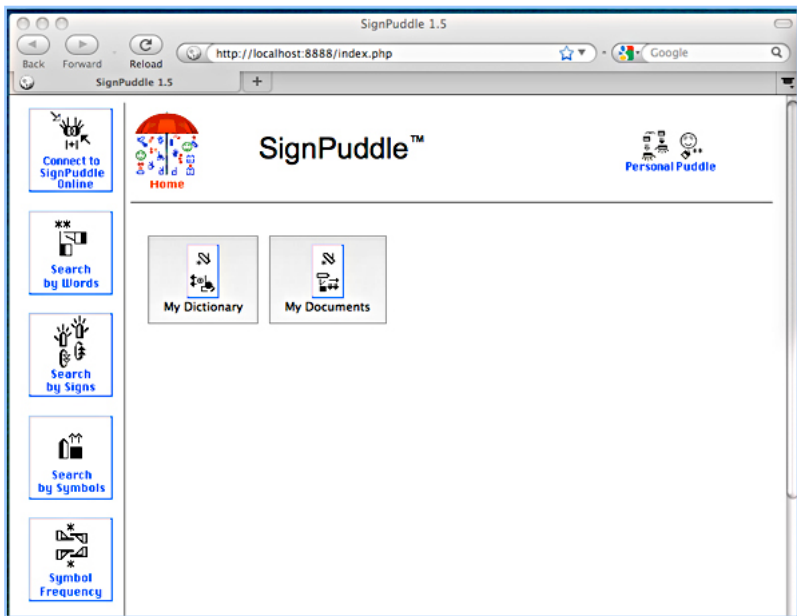 SignPuddle 1.5
Back
Forward
Reload
http://localhost:8888/index.php
Google
SignPuddle 1.5
+
Connect to
SignPuddle
Online
Home
SignPuddle™
Personal Puddle
Search
by Words
My Dictionary
My Documents
Search
by Signs
Search
by Symbols
Symbol
Frequency